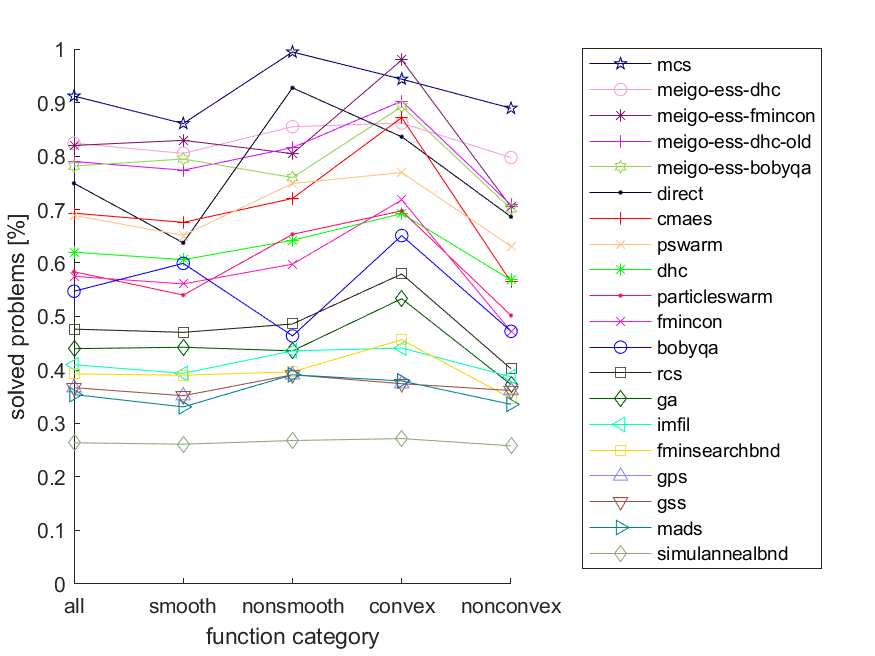 1
0.9
0.8
0.7
0.6
0.5
0.4
0.3
0.2
0.1
0
solved problems [%]
all smooth nonsmooth convex nonconvex
function category
mcs
meigo-ess-dhc
meigo-ess-fmincon
meigo-ess-dhc-old
meigo-ess-bobyqa
direct
cmaes
pswarm
dhc
particleswarm
fmincon
bobyqa
rcs
ga
imfil
fminsearchbnd
gps
gss
mads
simulannealbnd